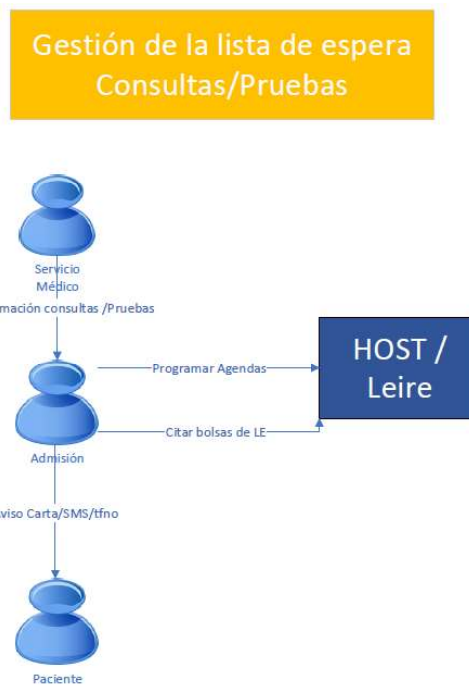 Gestión de la lista de espera
Consultas/Pruebas
Servicio
Médico
consultas /Pruebas
Programar Agendas
HOST /
Leire
Citar bolsas de LE
Admisión
Carta/SMS/tfno
Paciente